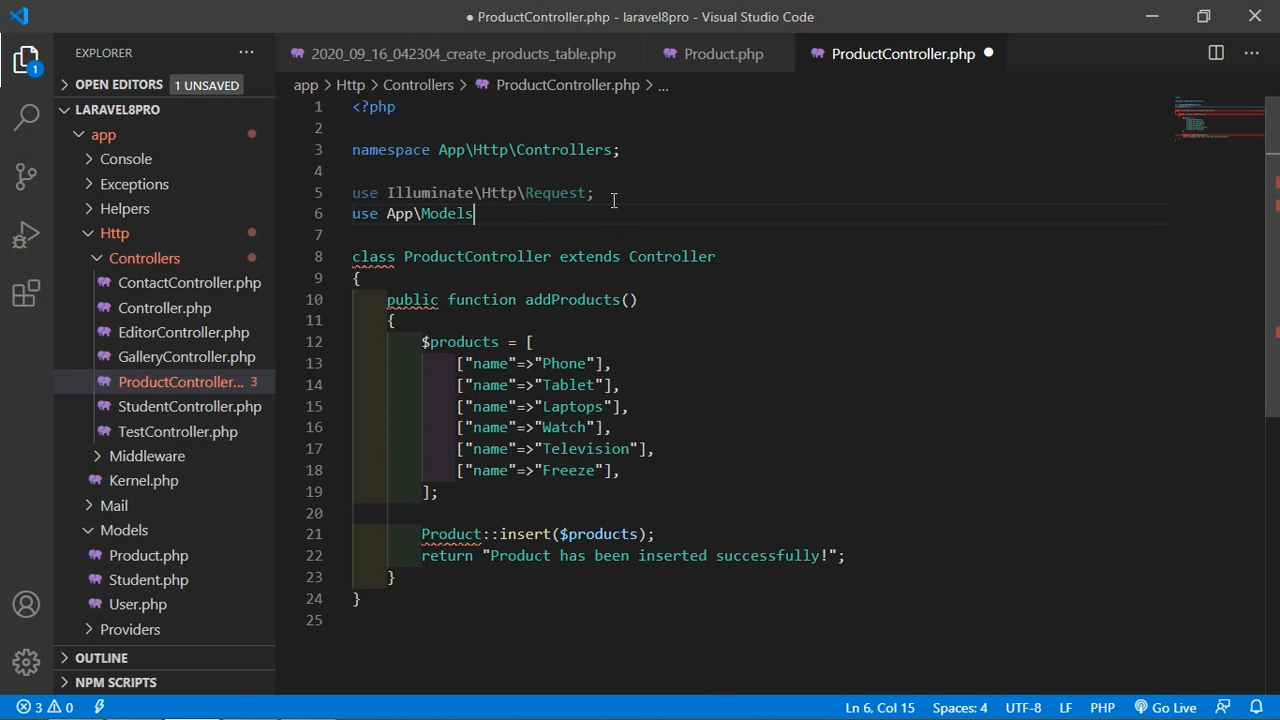 ● ProductController.php - laravel8pro - Visual Studio Code
EXPLORER
2020_09_16_042304_create_products_table.php
Product.php
ProductController.php
OPEN EDITORS 1 UNSAVED
app > Http > Controllers > ProductController.php > ...
LARAVEL8PRO
app
Console
Exceptions
Helpers
Http
Controllers
ContactController.php
Controller.php
EditorController.php
GalleryController.php
ProductController... 3
StudentController.php
TestController.php
Middleware
Kernel.php
Mail
Models
Product.php
Student.php
User.php
Providers
OUTLINE
NPM SCRIPTS
1
1 <?php
2
3 namespace App\Http\Controllers;
4
5 use Illuminate\Http\Request;
6 use App\Models
7
8 class ProductController extends Controller
9 {
10 public function addProducts()
11 {
12 $products = [
13 ["name"=>"Phone"],
14 ["name"=>"Tablet"],
15 ["name"=>"Laptops"],
16 ["name"=>"Watch"],
17 ["name"=>"Television"],
18 ["name"=>"Freeze"],
19 ];
20
21 Product::insert($products);
22 return "Product has been inserted successfully!";
23 }
24 }
25
3 0
Ln 6, Col 15 Spaces: 4 UTF-8 LF PHP Go Live